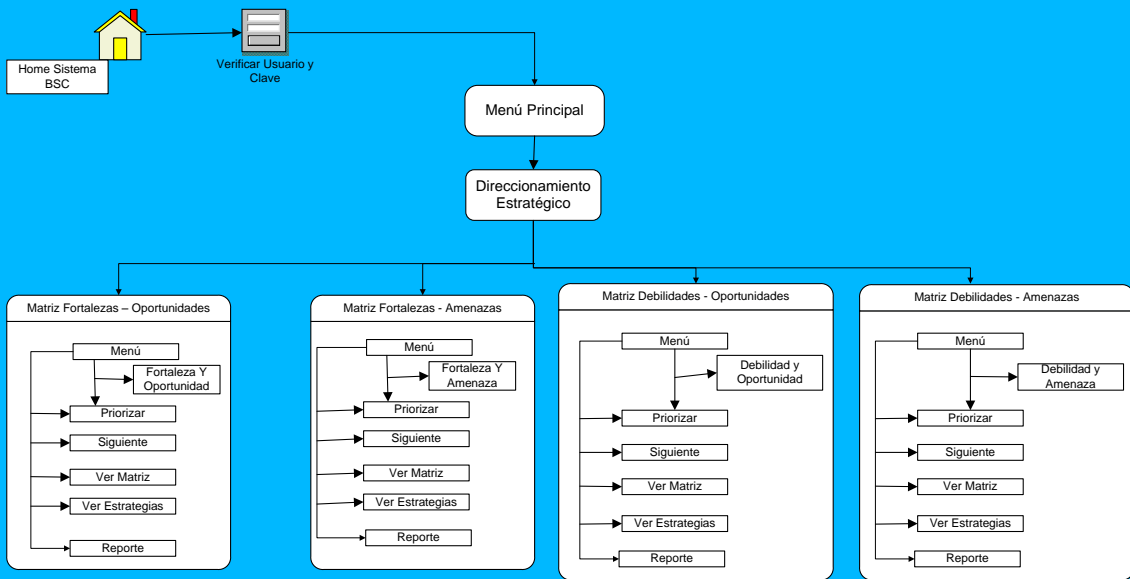 Home Sistema
BSC
Verificar Usuario y
Clave
Menú Principal
Direccionamiento
Estratégico
Matriz Fortalezas – Oportunidades
Menú
Fortaleza Y
Oportunidad
Priorizar
Siguiente
Ver Matriz
Ver Estrategias
Reporte
Matriz Fortalezas - Amenazas
Menú
Fortaleza Y
Amenaza
Priorizar
Siguiente
Ver Matriz
Ver Estrategias
Reporte
Matriz Debilidades - Oportunidades
Menú
Debilidad y
Oportunidad
Priorizar
Siguiente
Ver Matriz
Ver Estrategias
Reporte
Matriz Debilidades - Amenazas
Menú
Debilidad y
Amenaza
Priorizar
Siguiente
Ver Matriz
Ver Estrategias
Reporte